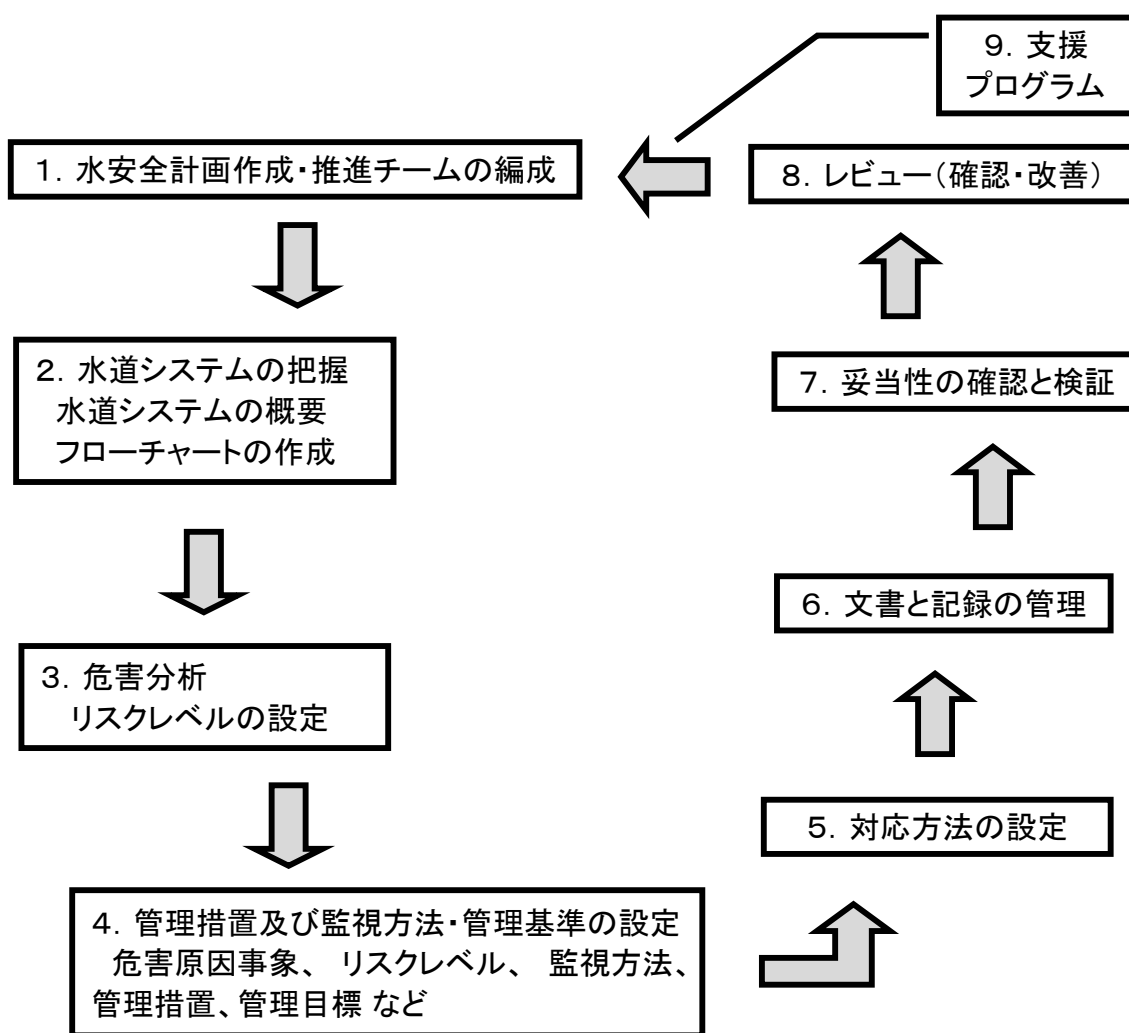 9．支援
プログラム
1．水安全計画作成・推進チームの編成
8．レビュー（確認・改善）
2．水道システムの把握
水道システムの概要
フローチャートの作成
7．妥当性の確認と検証
6．文書と記録の管理
3．危害分析
リスクレベルの設定
5．対応方法の設定
4．管理措置及び監視方法・管理基準の設定
危害原因事象、 リスクレベル、 監視方法、
管理措置、管理目標 など